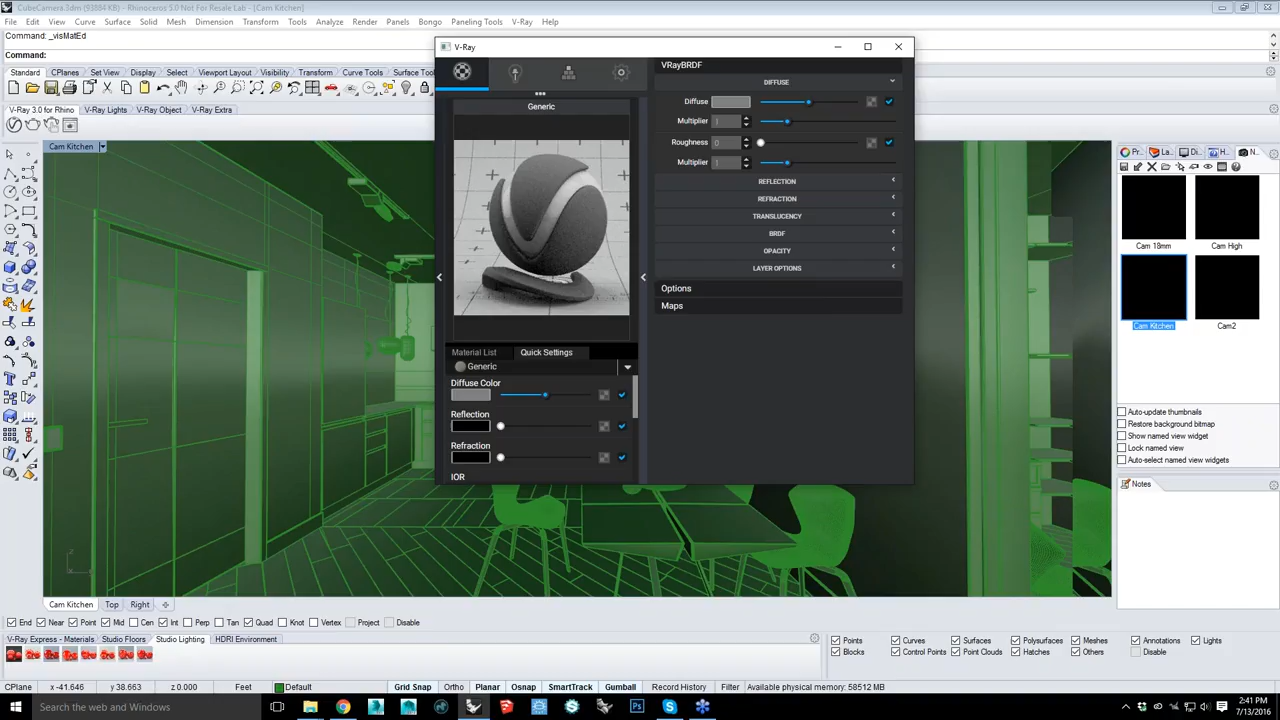 CubeCamera.3dm (93884 KB) - Rhinoceros 5.0 Not For Resale Lab - [Cam Kitchen]
File Edit View Curve Surface Solid Mesh Dimension Transform Tools Analyze Render Panels Bongo Paneling Tools V-Ray Help
Command: _visMatEd
Command:
Standard CPlanes Set View Display Select Viewport Layout Visibility Transform Curve Tools Surface Tools
V-Ray 3.0 for Rhino V-Ray Lights V-Ray Object V-Ray Extra
Cam Kitchen
V-Ray
Generic
Material List Quick Settings
Generic
Diffuse Color
Reflection
Refraction
IOR
VRayBRDF
DIFFUSE
Diffuse
Multiplier 1
Roughness 0
Multiplier 1
REFLECTION
REFRACTION
TRANSLUCENCY
BRDF
OPACITY
LAYER OPTIONS
Options
Maps
Pr... La... Di... H... N...
Cam 18mm Cam High
Cam Kitchen Cam2
Auto-update thumbnails
Restore background bitmap
Show named view widget
Lock named view
Auto-select named view widgets
Notes
Cam Kitchen Top Right
End Near Point Mid Cen Int Perp Tan Quad Knot Vertex Project Disable
V-Ray Express - Materials Studio Floors Studio Lighting HDRI Environment
Points Curves Surfaces Polysurfaces Meshes Annotations Lights
Blocks Control Points Point Clouds Hatches Others Disable
CPlane x -41.646 y 38.663 z 0.000 Feet Default Grid Snap Ortho Planar Osnap SmartTrack Gumball Record History Filter Available physical memory: 58512 MB
Search the web and Windows
2:41 PM
7/13/2016